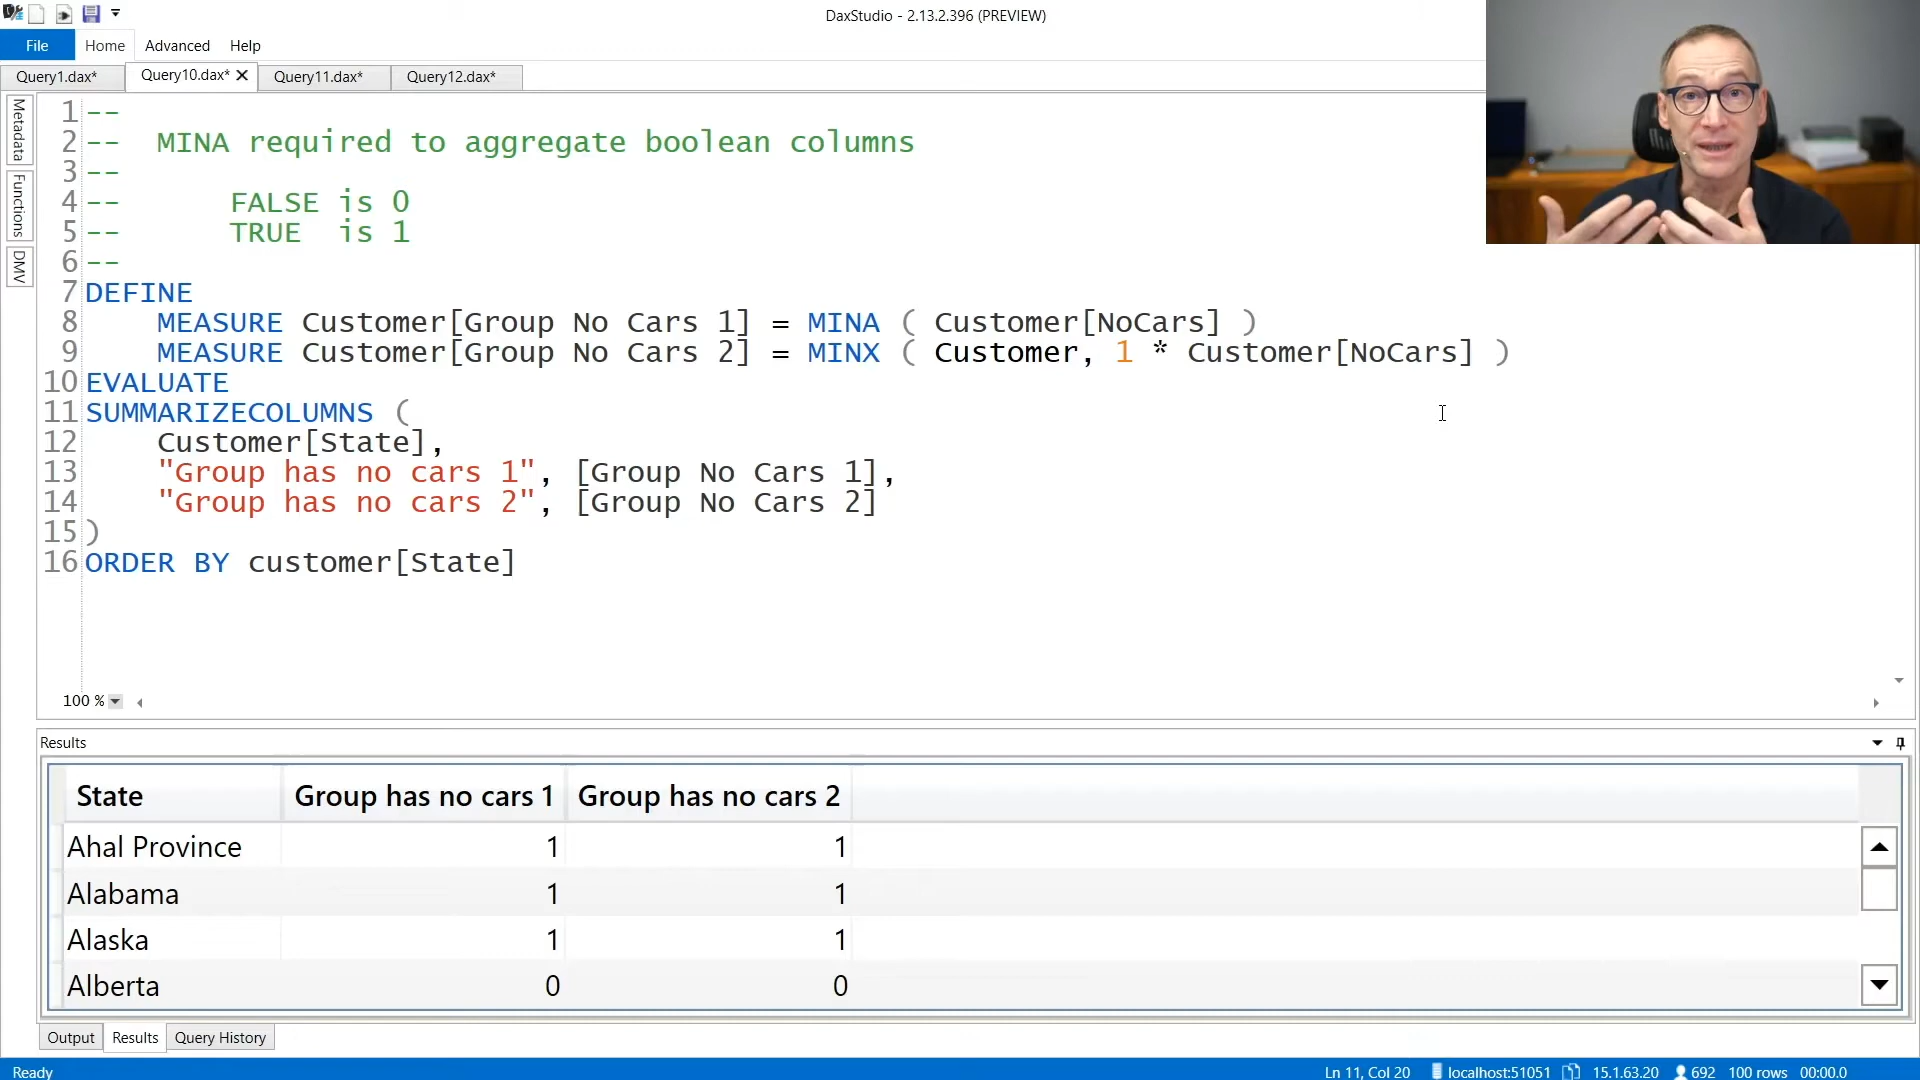 DaxStudio - 2.13.2.396 (PREVIEW)
File Home Advanced Help
Query1.dax* Query10.dax* Query11.dax* Query12.dax*
Metadata
Functions
DMV
1 --
2 -- MINA required to aggregate boolean columns
3 --
4 -- FALSE is 0
5 -- TRUE is 1
6 --
7 DEFINE
8 MEASURE Customer[Group No Cars 1] = MINA ( Customer[NoCars] )
9 MEASURE Customer[Group No Cars 2] = MINX ( Customer, 1 * Customer[NoCars] )
10 EVALUATE
11 SUMMARIZECOLUMNS (
12 Customer[State],
13 "Group has no cars 1", [Group No Cars 1],
14 "Group has no cars 2", [Group No Cars 2]
15 )
16 ORDER BY customer[State]
100 %
Results
State Group has no cars 1 Group has no cars 2
Ahal Province 1 1
Alabama 1 1
Alaska 1 1
Alberta 0 0
Output Results Query History
Ready Ln 11, Col 20 localhost:51051 15.1.63.20 692 100 rows 00:00.0